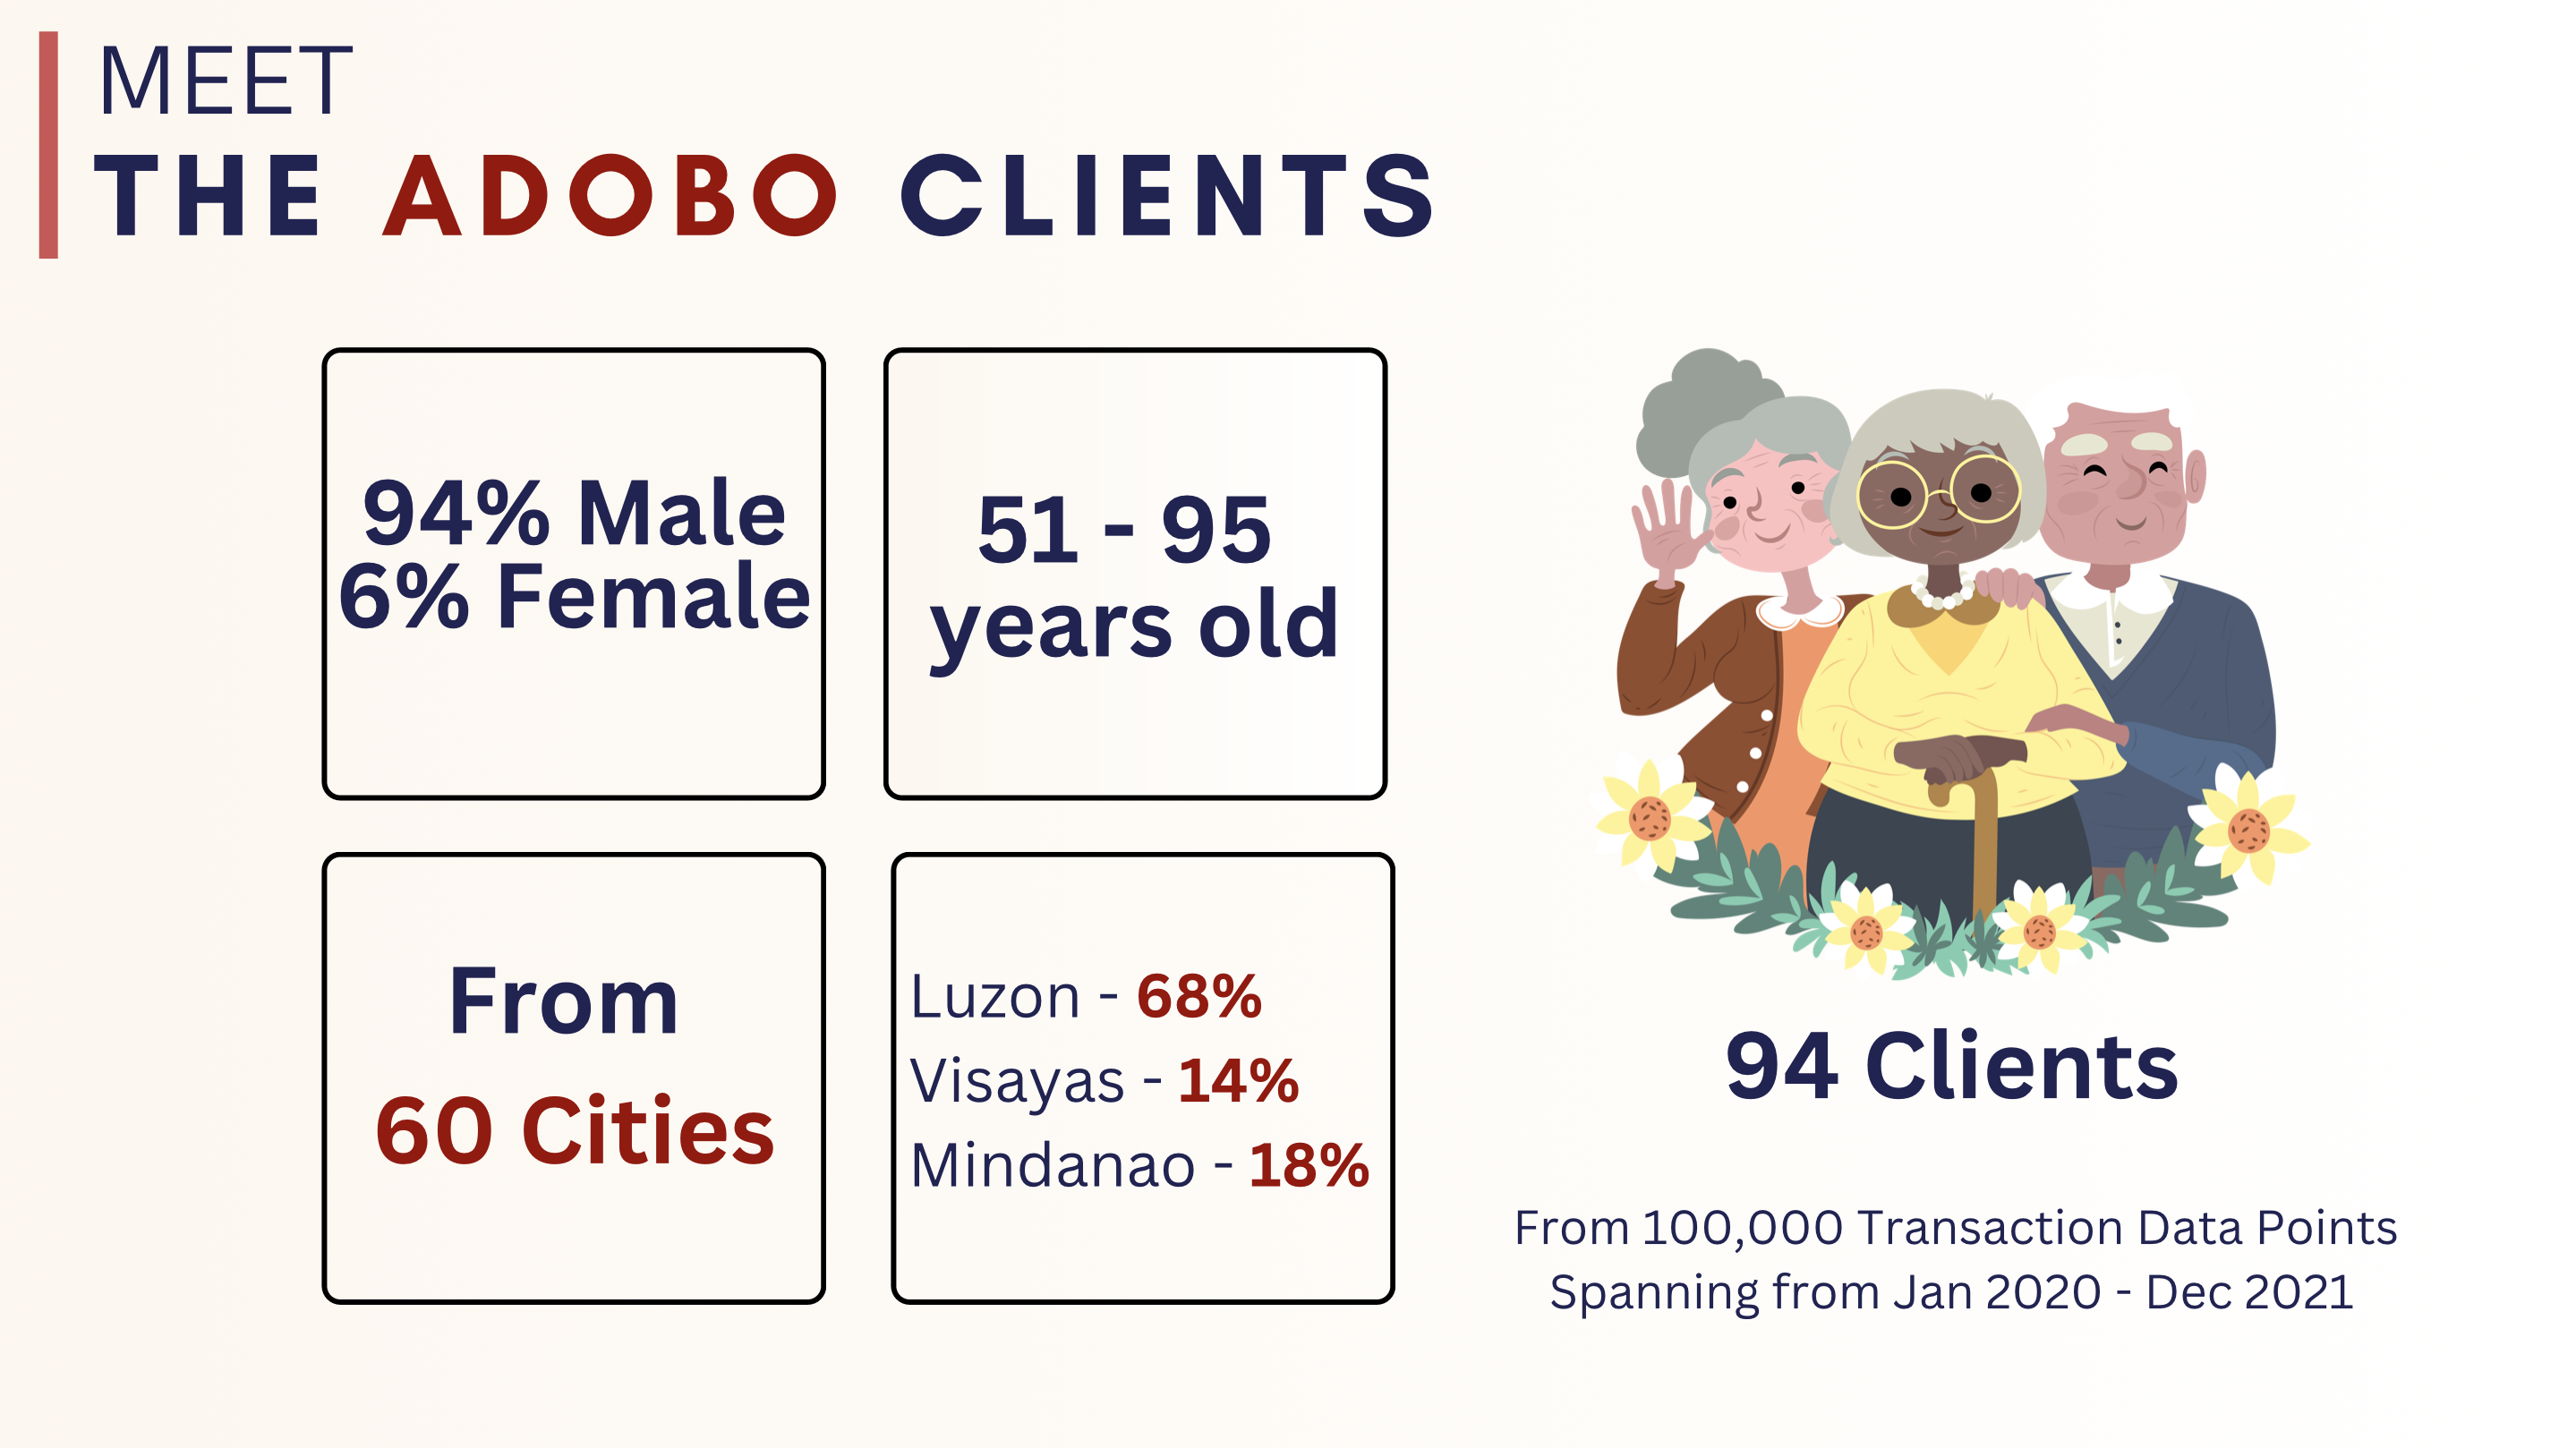 MEET
THE ADOBO CLIENTS
94% Male
6% Female
51 - 95
years old
From
60 Cities
Luzon - 68%
Visayas - 14%
Mindanao - 18%
94 Clients
From 100,000 Transaction Data Points
Spanning from Jan 2020 - Dec 2021